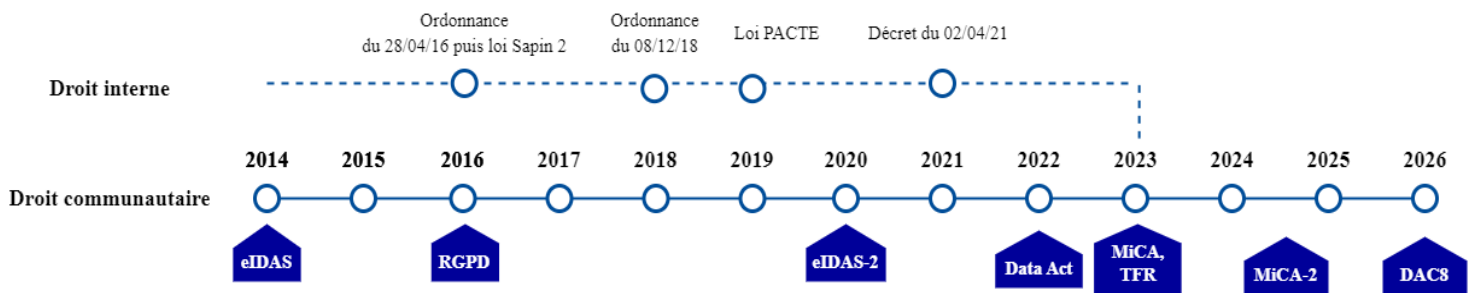 Ordonnance
du 28/04/16 puis loi Sapin 2
Ordonnance
du 08/12/18
Loi PACTE
Décret du 02/04/21
Droit interne
2014 2015 2016 2017 2018 2019 2020 2021 2022 2023 2024 2025 2026
Droit communautaire
eIDAS
RGPD
eIDAS-2
Data Act
MiCA,
TFR
MiCA-2
DAC8